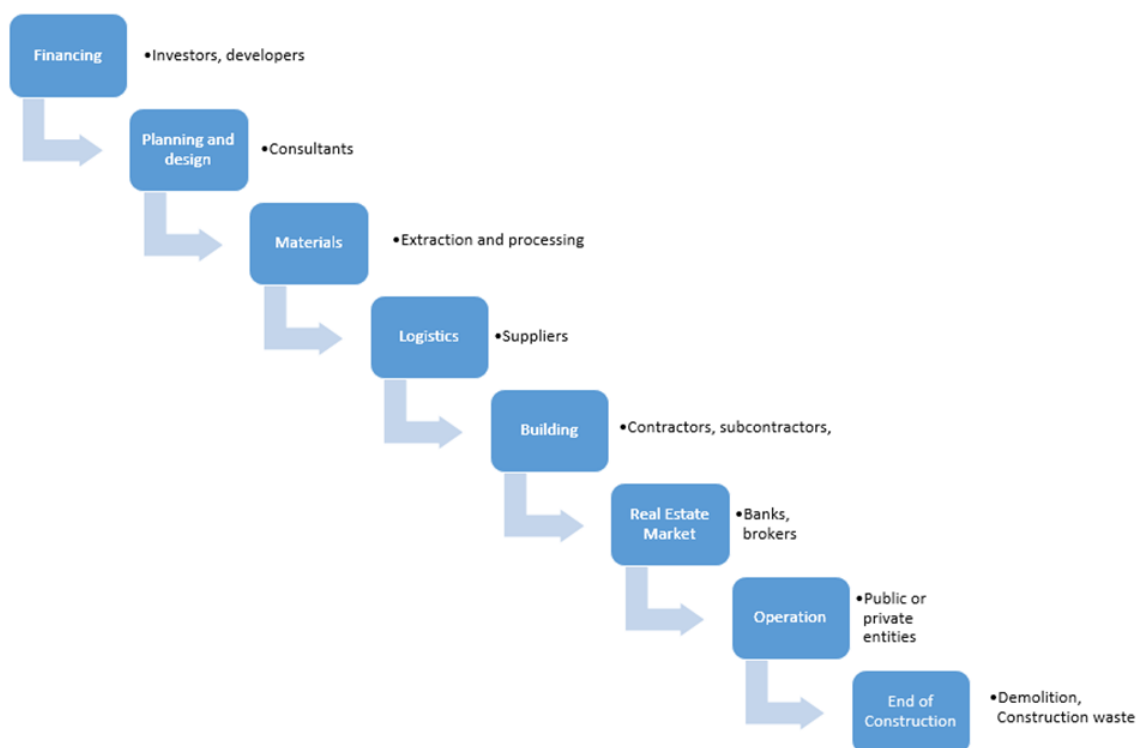 Financing
•Investors, developers
Planning and
design
•Consultants
Materials
•Extraction and processing
Logistics
•Suppliers
Building
•Contractors, subcontractors,
Real Estate
Market
•Banks,
brokers
Operation
•Public or
private
entities
End of
Construction
•Demolition,
Construction waste